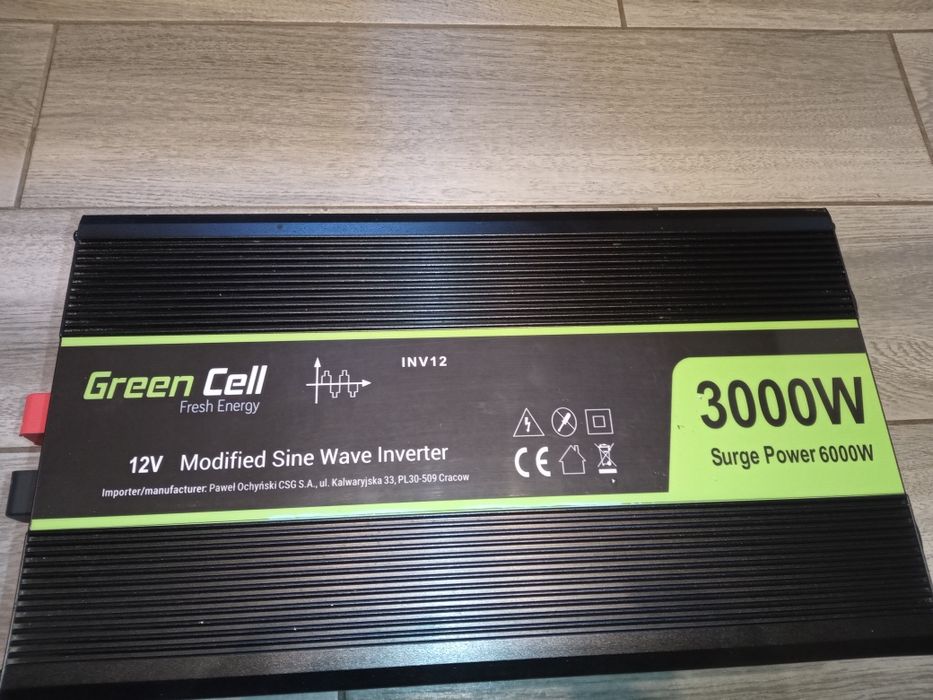 INV12
Green Cell
Fresh Energy
3000W
Surge Power 6000W
12V Modified Sine Wave Inverter
Importer/manufacturer: Paweł Ochyński CSG S.A., ul. Kalwaryjska 33, PL30-509 Cracow
CE